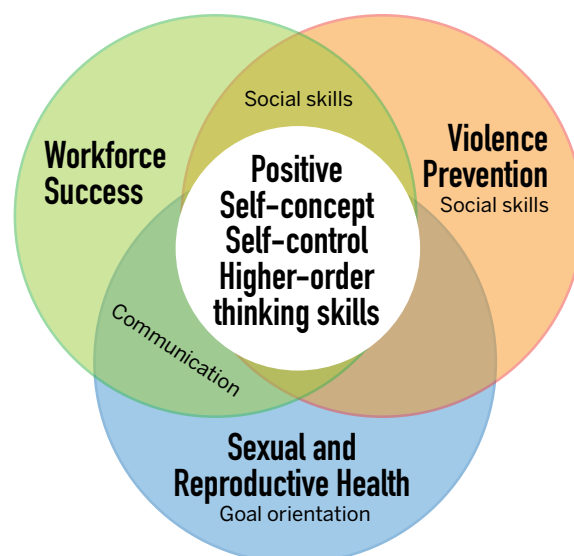 Social skills
Workforce
Success
Violence
Prevention
Social skills
Positive
Self-concept
Self-control
Higher-order
thinking skills
Communication
Sexual and
Reproductive Health
Goal orientation